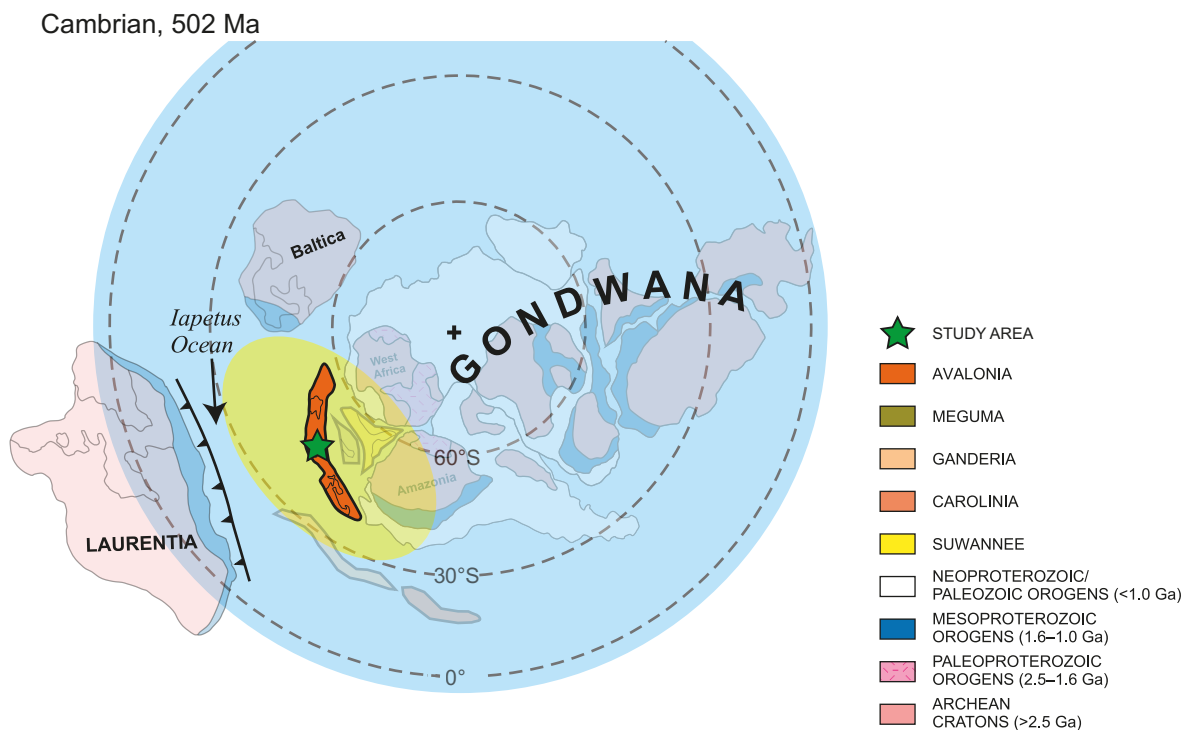 Cambrian, 502 Ma
Baltica
GONDWANA
Iapetus
Ocean
West
Africa
+
60°S
Amazonia
LAURENTIA
30°S
0°
STUDY AREA
AVALONIA
MEGUMA
GANDERIA
CAROLINIA
SUWANNEE
NEOPROTEROZOIC/
PALEOZOIC OROGENS (<1.0 Ga)
MESOPROTEROZOIC
OROGENS (1.6–1.0 Ga)
PALEOPROTEROZOIC
OROGENS (2.5–1.6 Ga)
ARCHEAN
CRATONS (>2.5 Ga)